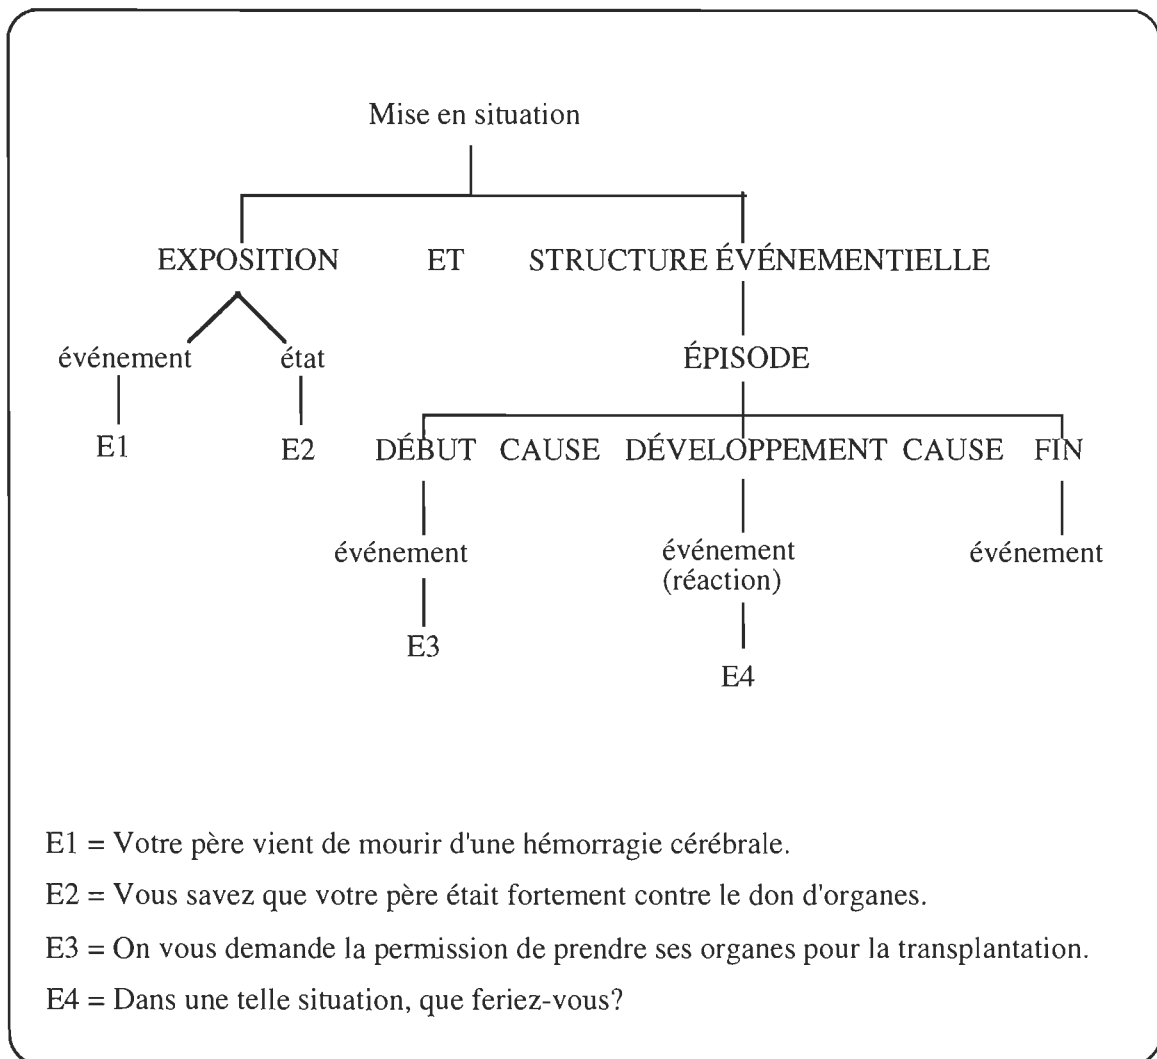 Mise en situation
EXPOSITION ET STRUCTURE ÉVÉNEMENTIELLE
événement état ÉPISODE
E1 E2 DÉBUT CAUSE DÉVELOPPEMENT CAUSE FIN
événement événement événement
(réaction)
E3
E4
E1 = Votre père vient de mourir d'une hémorragie cérébrale.
E2 = Vous savez que votre père était fortement contre le don d'organes.
E3 = On vous demande la permission de prendre ses organes pour la transplantation.
E4 = Dans une telle situation, que feriez-vous?